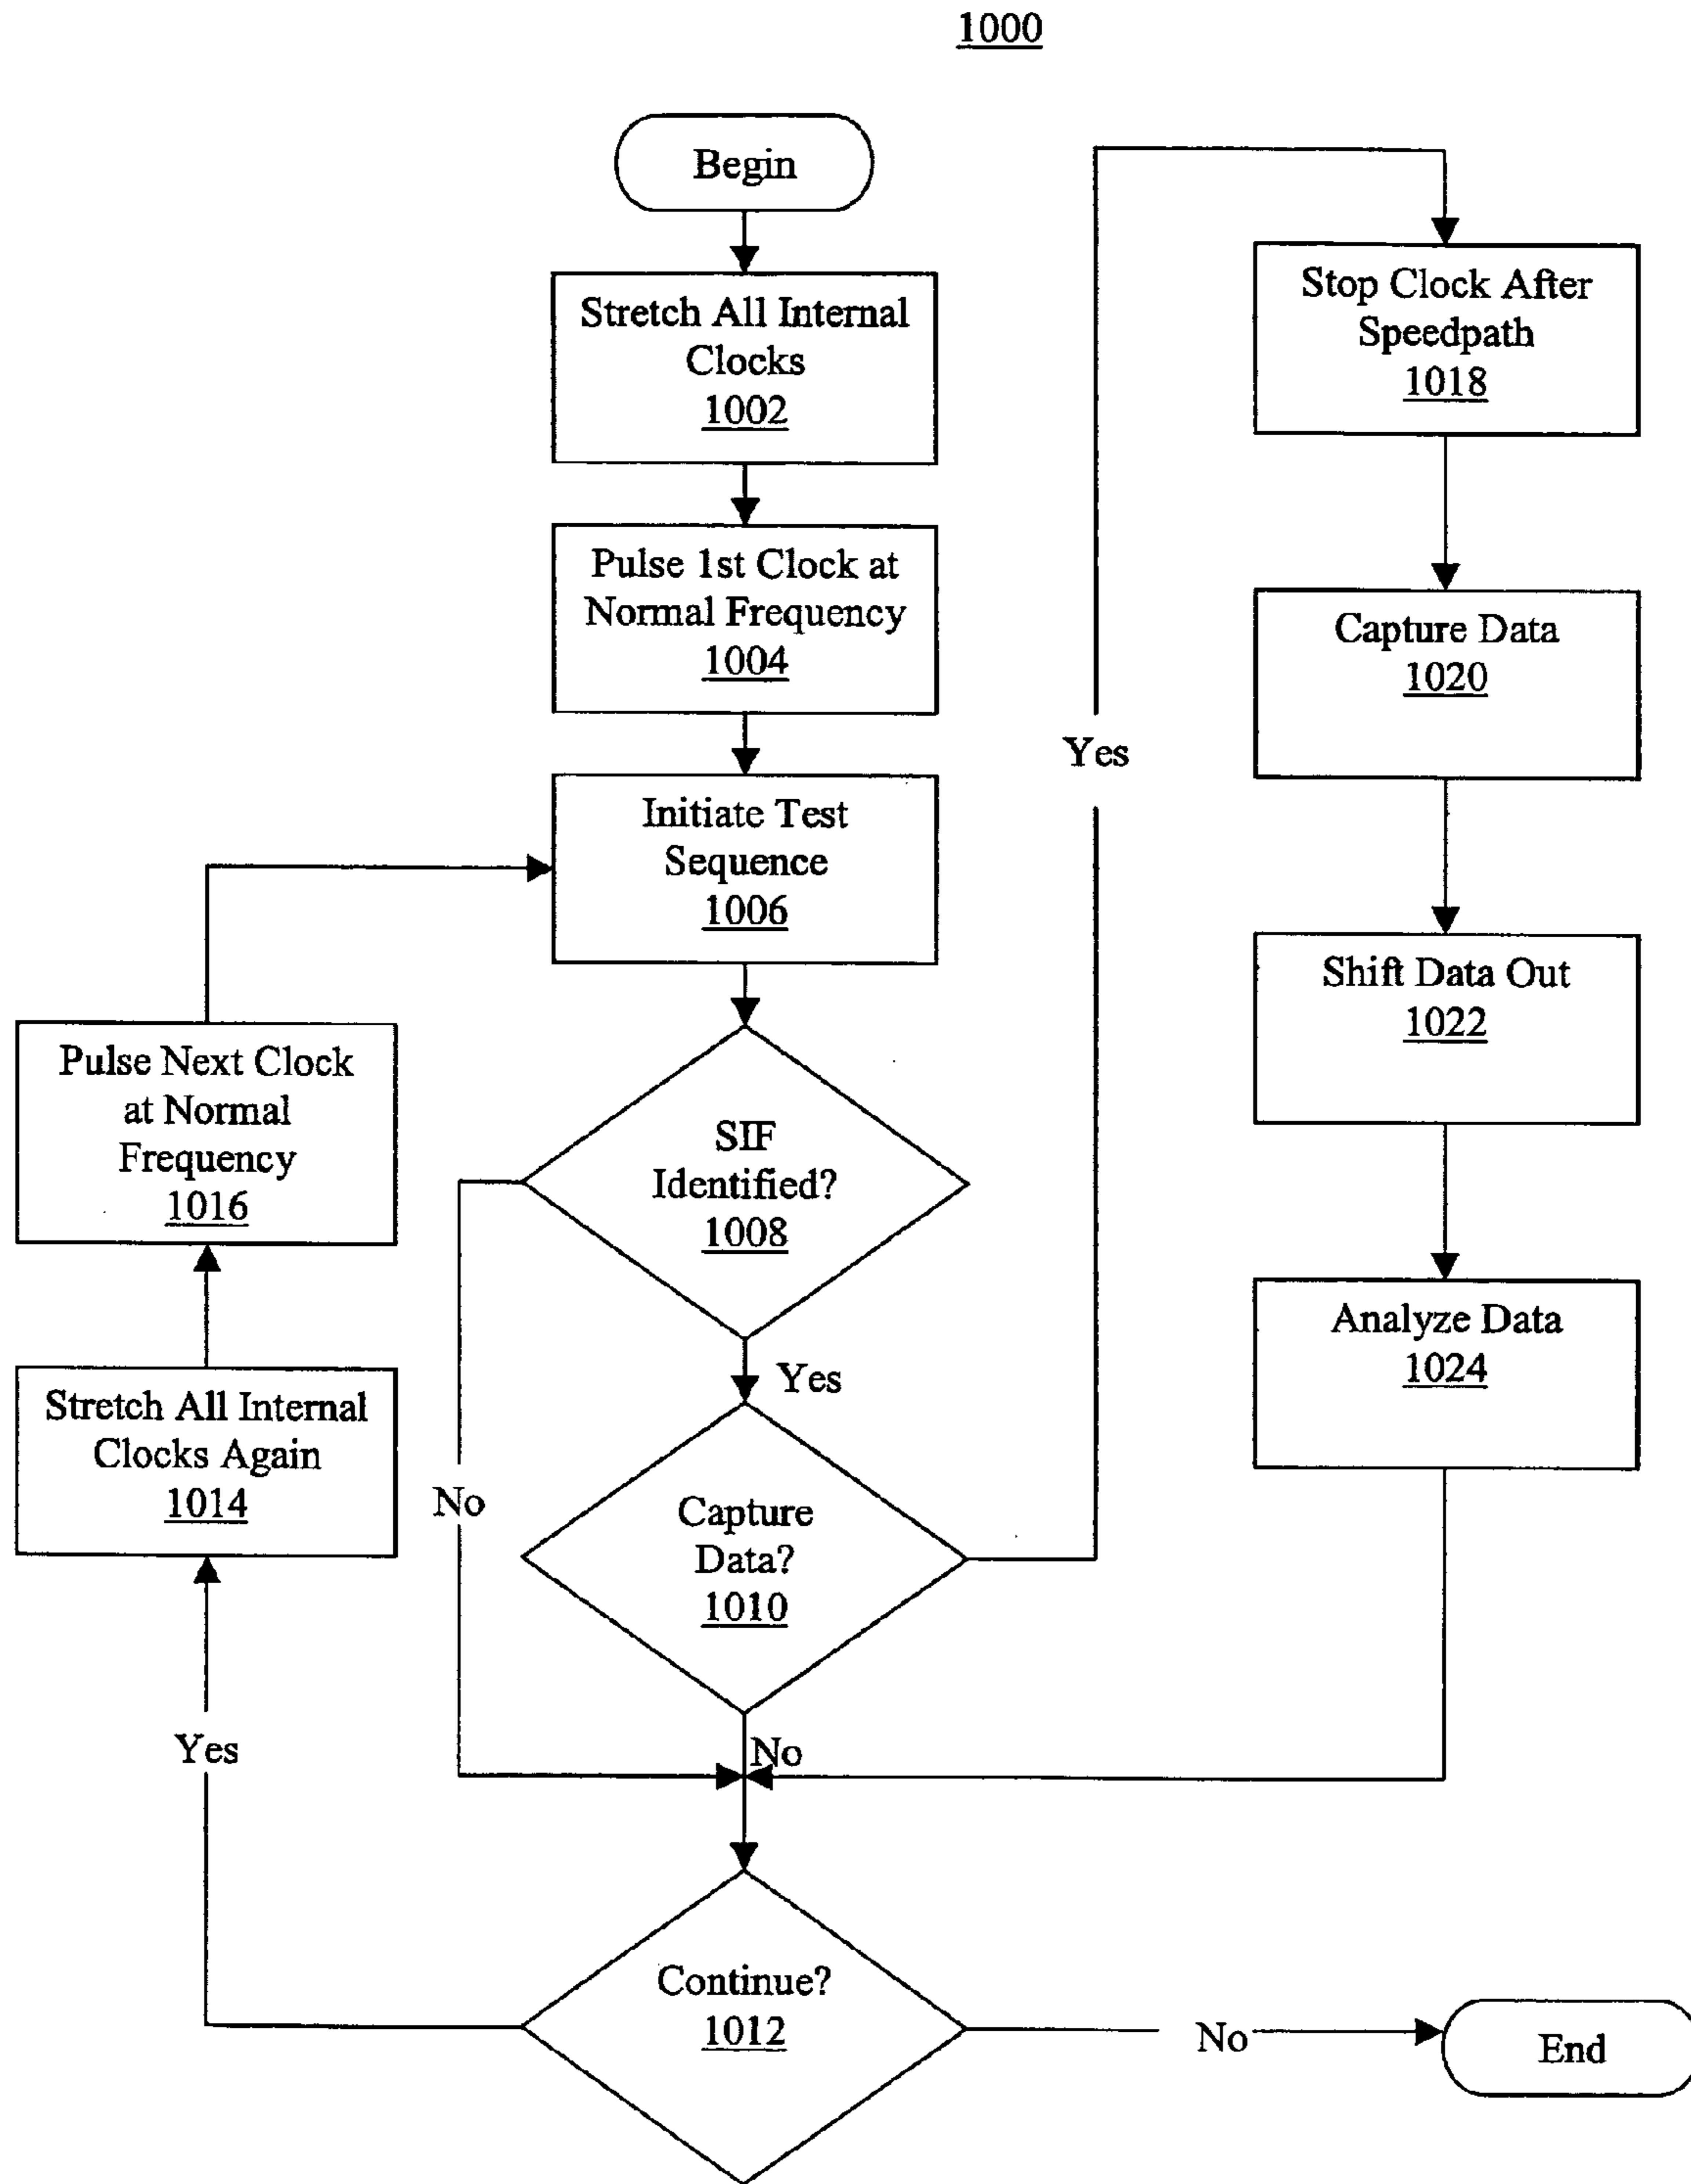 1000
Begin
Stretch All Internal
Clocks
1002
Pulse 1st Clock at
Normal Frequency
1004
Initiate Test
Sequence
1006
SIF
Identified?
1008
Yes
No
Capture
Data?
1010
Yes
No
Continue?
1012
Yes
No
End
Stretch All Internal
Clocks Again
1014
Pulse Next Clock
at Normal
Frequency
1016
Stop Clock After
Speedpath
1018
Capture Data
1020
Shift Data Out
1022
Analyze Data
1024